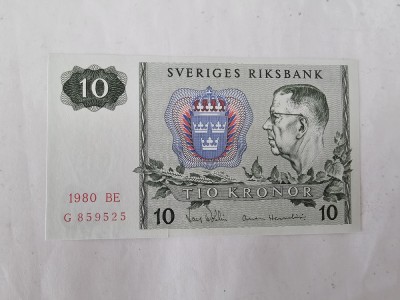 10
SVERIGES RIKSBANK
1980 BE
G 859525
TIO KRONOR
10
10